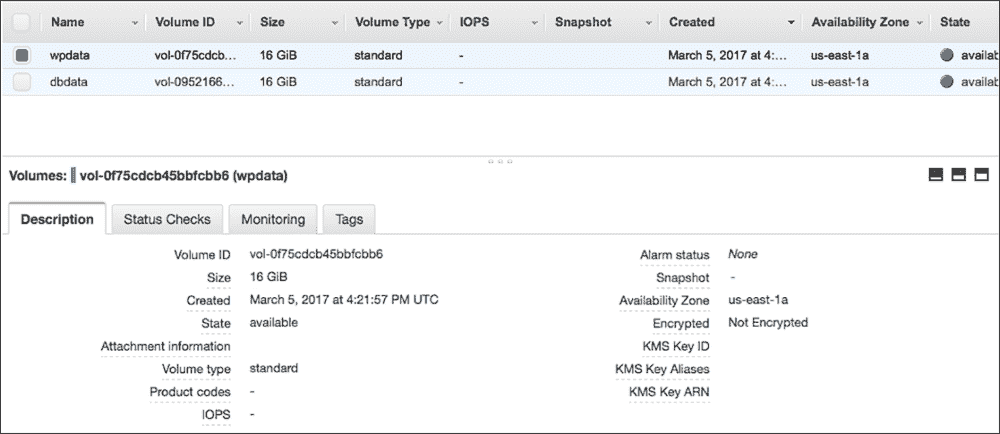 Name Volume ID Size Volume Type IOPS Snapshot Created Availability Zone State
wpdata vol-0f75cdcb... 16 GiB standard - March 5, 2017 at 4:... us-east-1a availab
dbdata vol-0952166... 16 GiB standard - March 5, 2017 at 4:... us-east-1a availab
Volumes: vol-0f75cdcb45bbfcbb6 (wpdata)
Description Status Checks Monitoring Tags
Volume ID vol-0f75cdcb45bbfcbb6 Alarm status None
Size 16 GiB Snapshot -
Created March 5, 2017 at 4:21:57 PM UTC Availability Zone us-east-1a
State available Encrypted Not Encrypted
Attachment information KMS Key ID
Volume type standard KMS Key Aliases
Product codes - KMS Key ARN
IOPS -